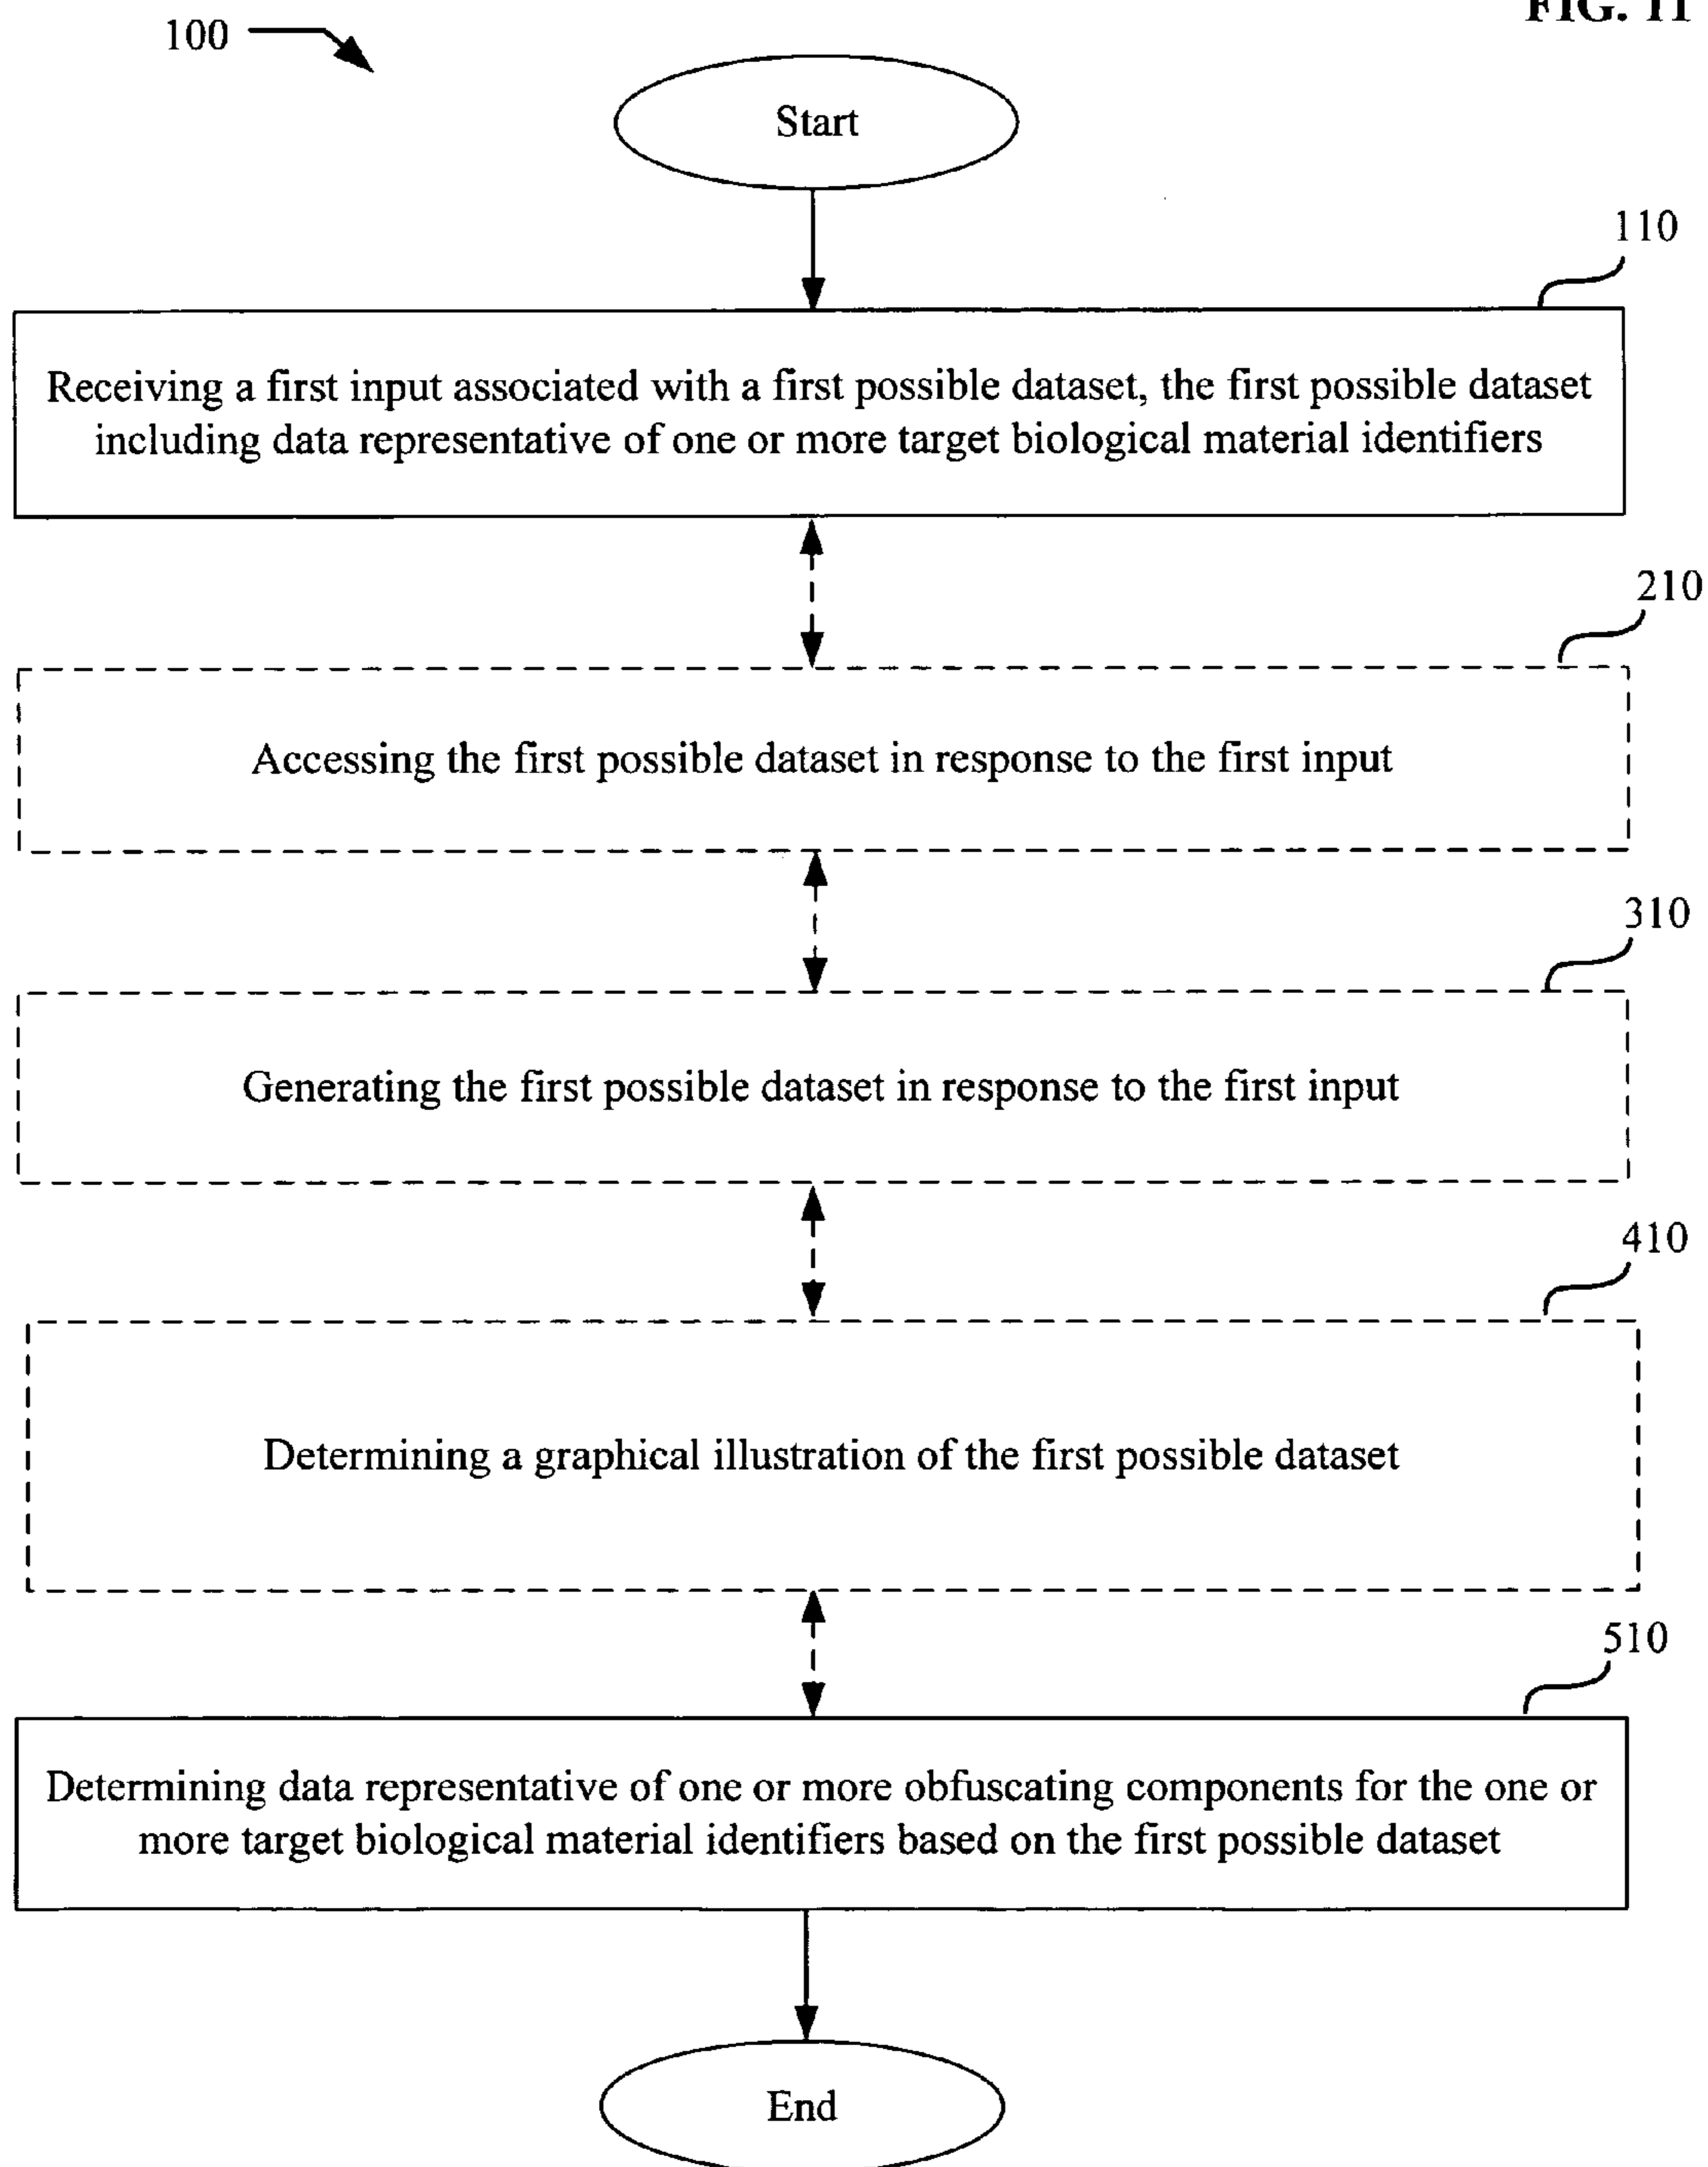 FIG. 11
100
Start
110
Receiving a first input associated with a first possible dataset, the first possible dataset
including data representative of one or more target biological material identifiers
210
Accessing the first possible dataset in response to the first input
310
Generating the first possible dataset in response to the first input
410
Determining a graphical illustration of the first possible dataset
510
Determining data representative of one or more obfuscating components for the one or
more target biological material identifiers based on the first possible dataset
End